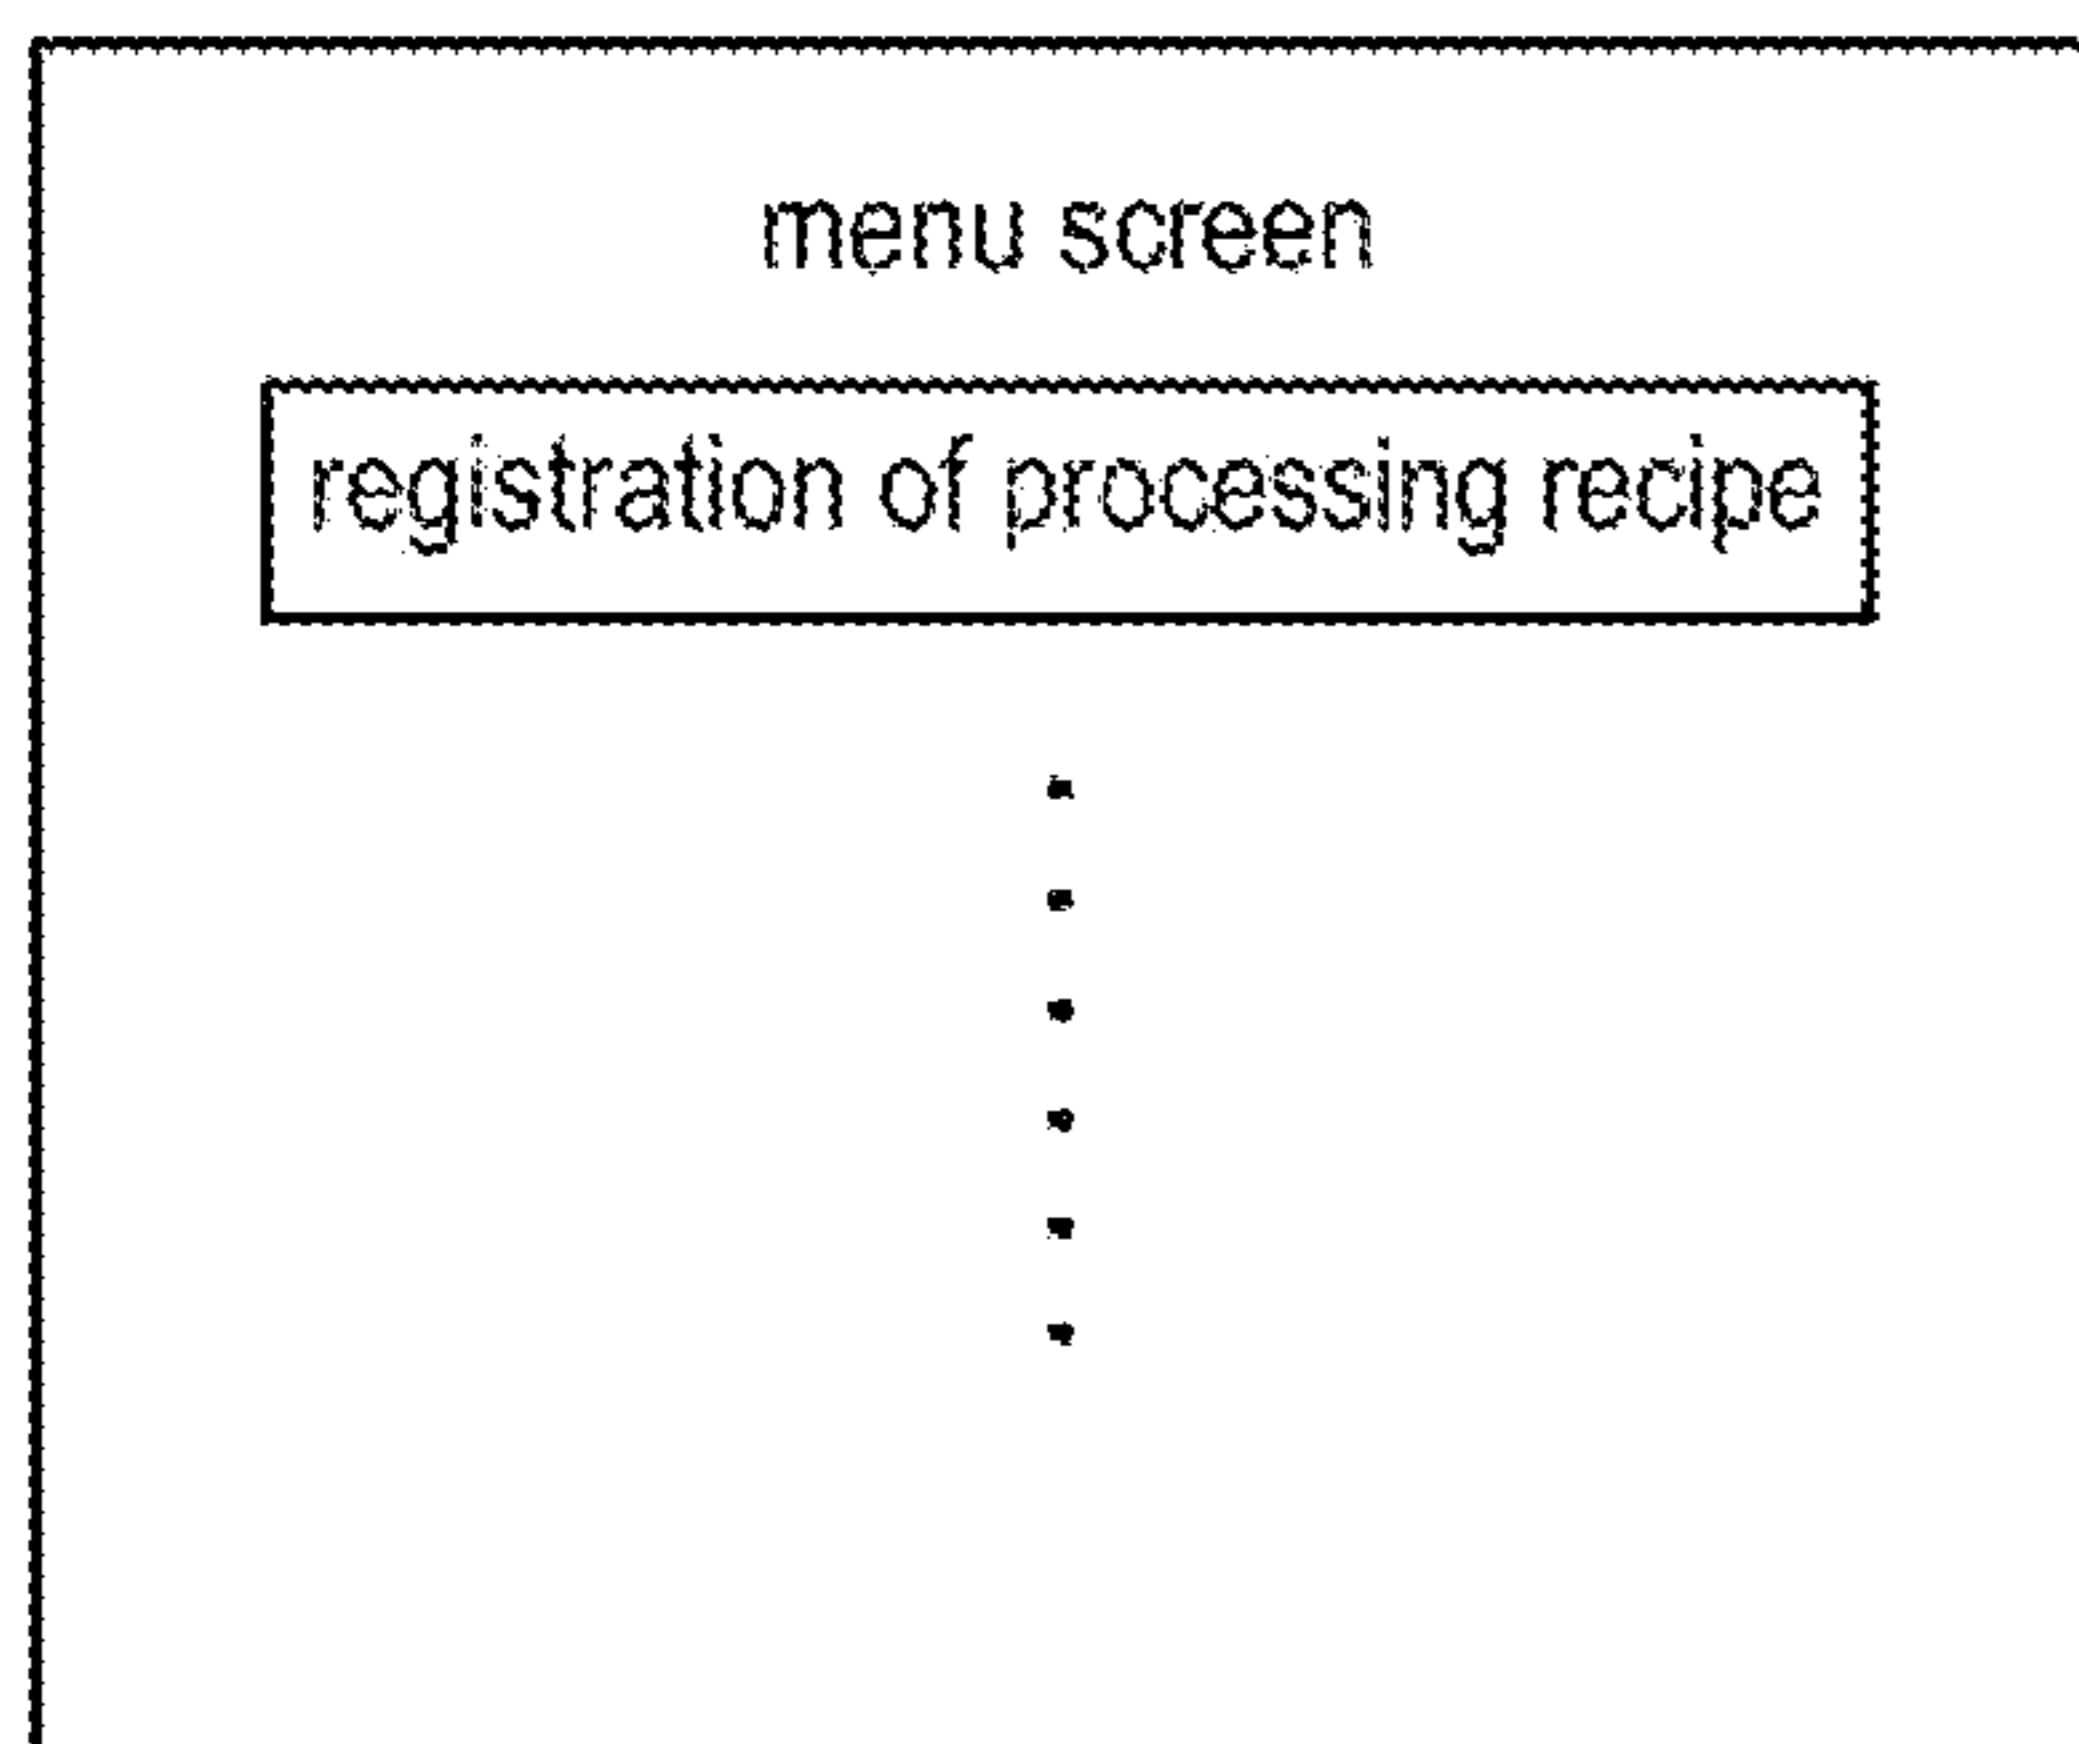 menu screen
registration of processing recipe